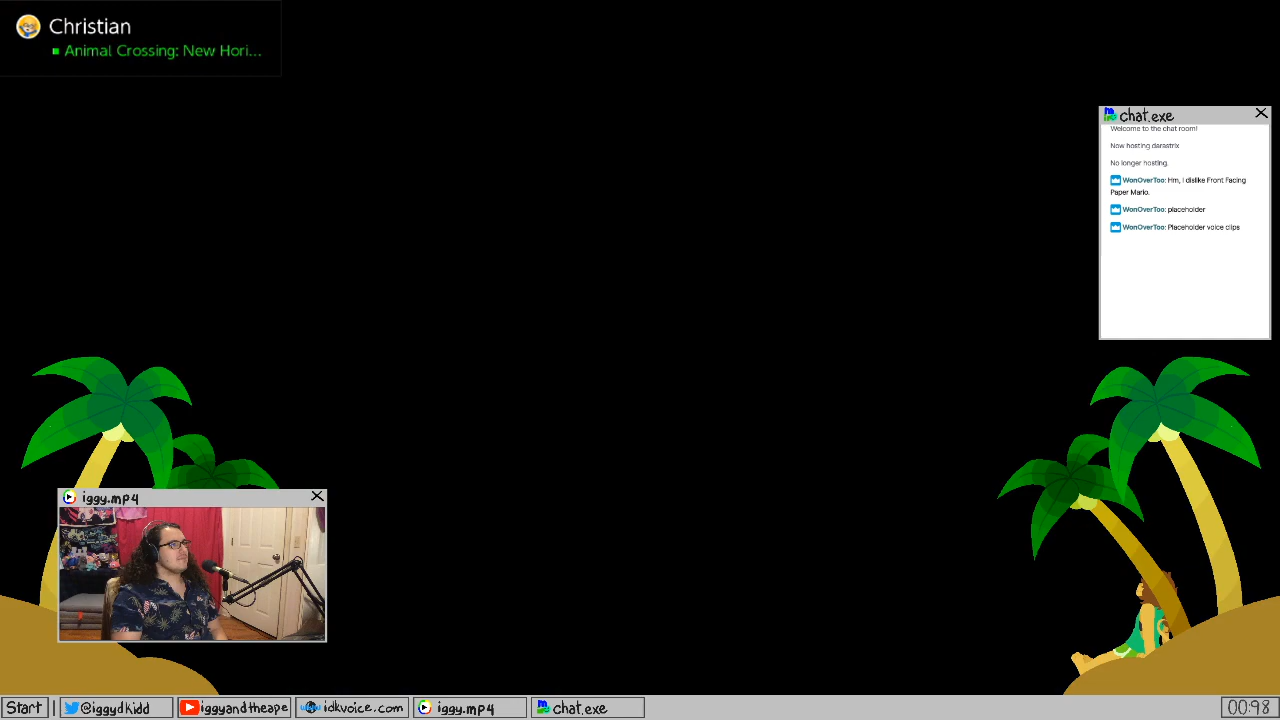 Christian
Animal Crossing: New Hori...
chat.exe
Welcome to the chat room!
Now hosting darastrix
No longer hosting.
WonOverToo: Hm, I dislike Front Facing
Paper Mario.
WonOverToo: placeholder
WonOverToo: Placeholder voice clips
iggy.mp4
Start | @iggydkidd iggyandtheape idkvoice.com iggy.mp4 chat.exe 00:98